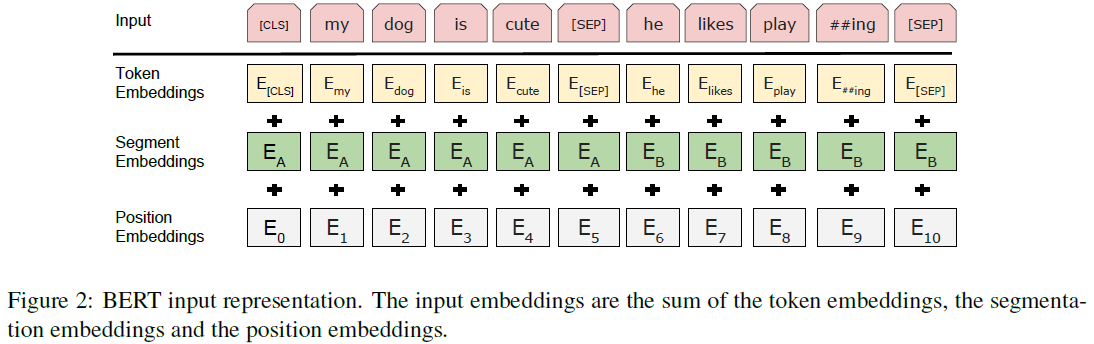 Input [CLS] my dog is cute [SEP] he likes play ##ing [SEP]
Token
Embeddings
E[CLS] Emy Edog Eis Ecute E[SEP] Ehe Elikes Eplay E##ing E[SEP]
+ + + + + + + + + + +
Segment
Embeddings
EA EA EA EA EA EA EB EB EB EB EB
+ + + + + + + + + + +
Position
Embeddings
E0 E1 E2 E3 E4 E5 E6 E7 E8 E9 E10
Figure 2: BERT input representation. The input embeddings are the sum of the token embeddings, the segmenta-
tion embeddings and the position embeddings.